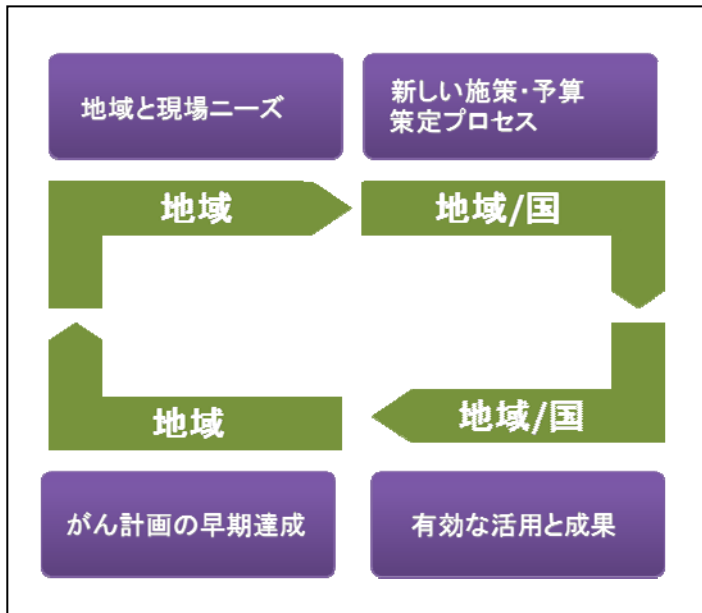 地域と現場ニーズ
新しい施策・予算
策定プロセス
地域
地域/国
地域
地域/国
がん計画の早期達成
有効な活用と成果